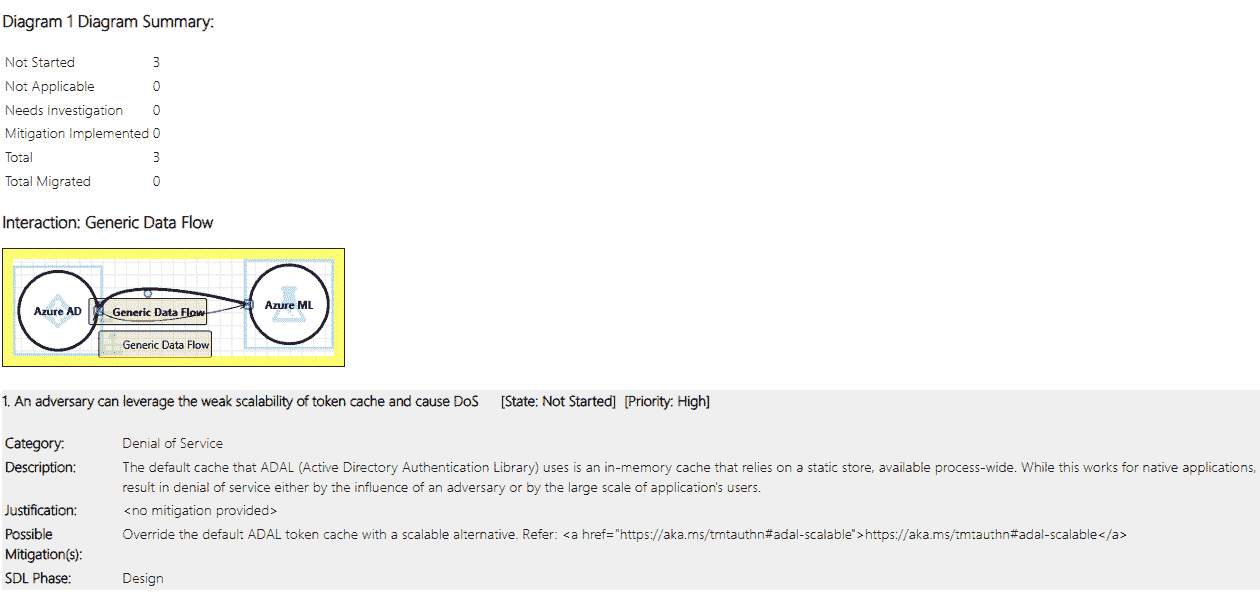 Diagram 1 Diagram Summary:
Not Started 3
Not Applicable 0
Needs Investigation 0
Mitigation Implemented 0
Total 3
Total Migrated 0
Interaction: Generic Data Flow
Azure AD
Generic Data Flow
Azure ML
Generic Data Flow
1. An adversary can leverage the weak scalability of token cache and cause DoS [State: Not Started] [Priority: High]
Category: Denial of Service
Description: The default cache that ADAL (Active Directory Authentication Library) uses is an in-memory cache that relies on a static store, available process-wide. While this works for native applications,
result in denial of service either by the influence of an adversary or by the large scale of application's users.
Justification: <no mitigation provided>
Possible Override the default ADAL token cache with a scalable alternative. Refer: <a href="https://aka.ms/tmtauthn#adal-scalable">https://aka.ms/tmtauthn#adal-scalable</a>
Mitigation(s):
SDL Phase: Design